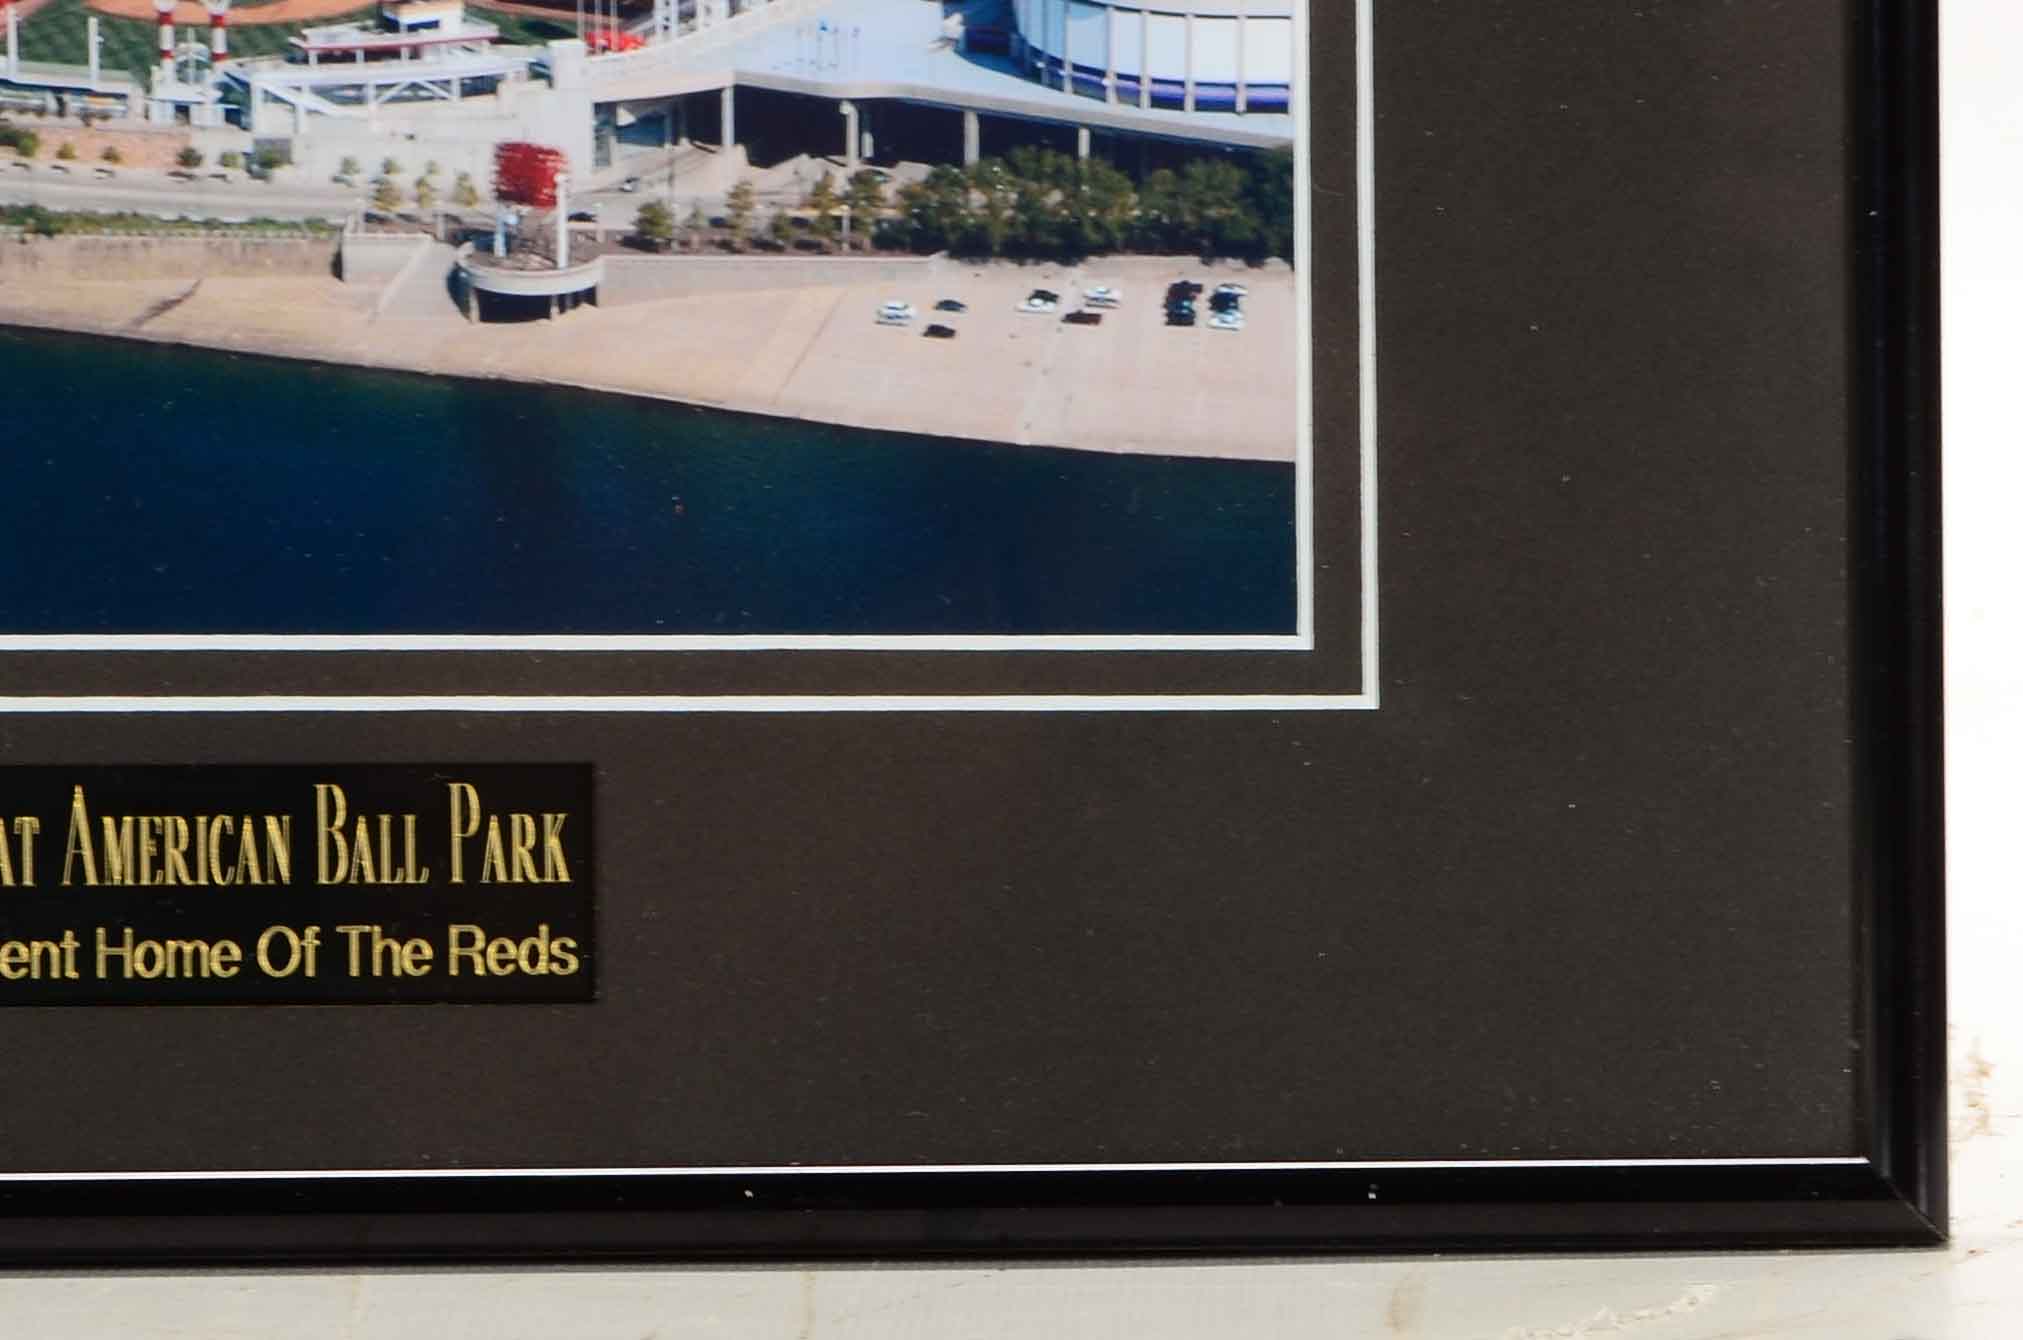 AT AMERICAN BALL PARK
ent Home Of The Reds